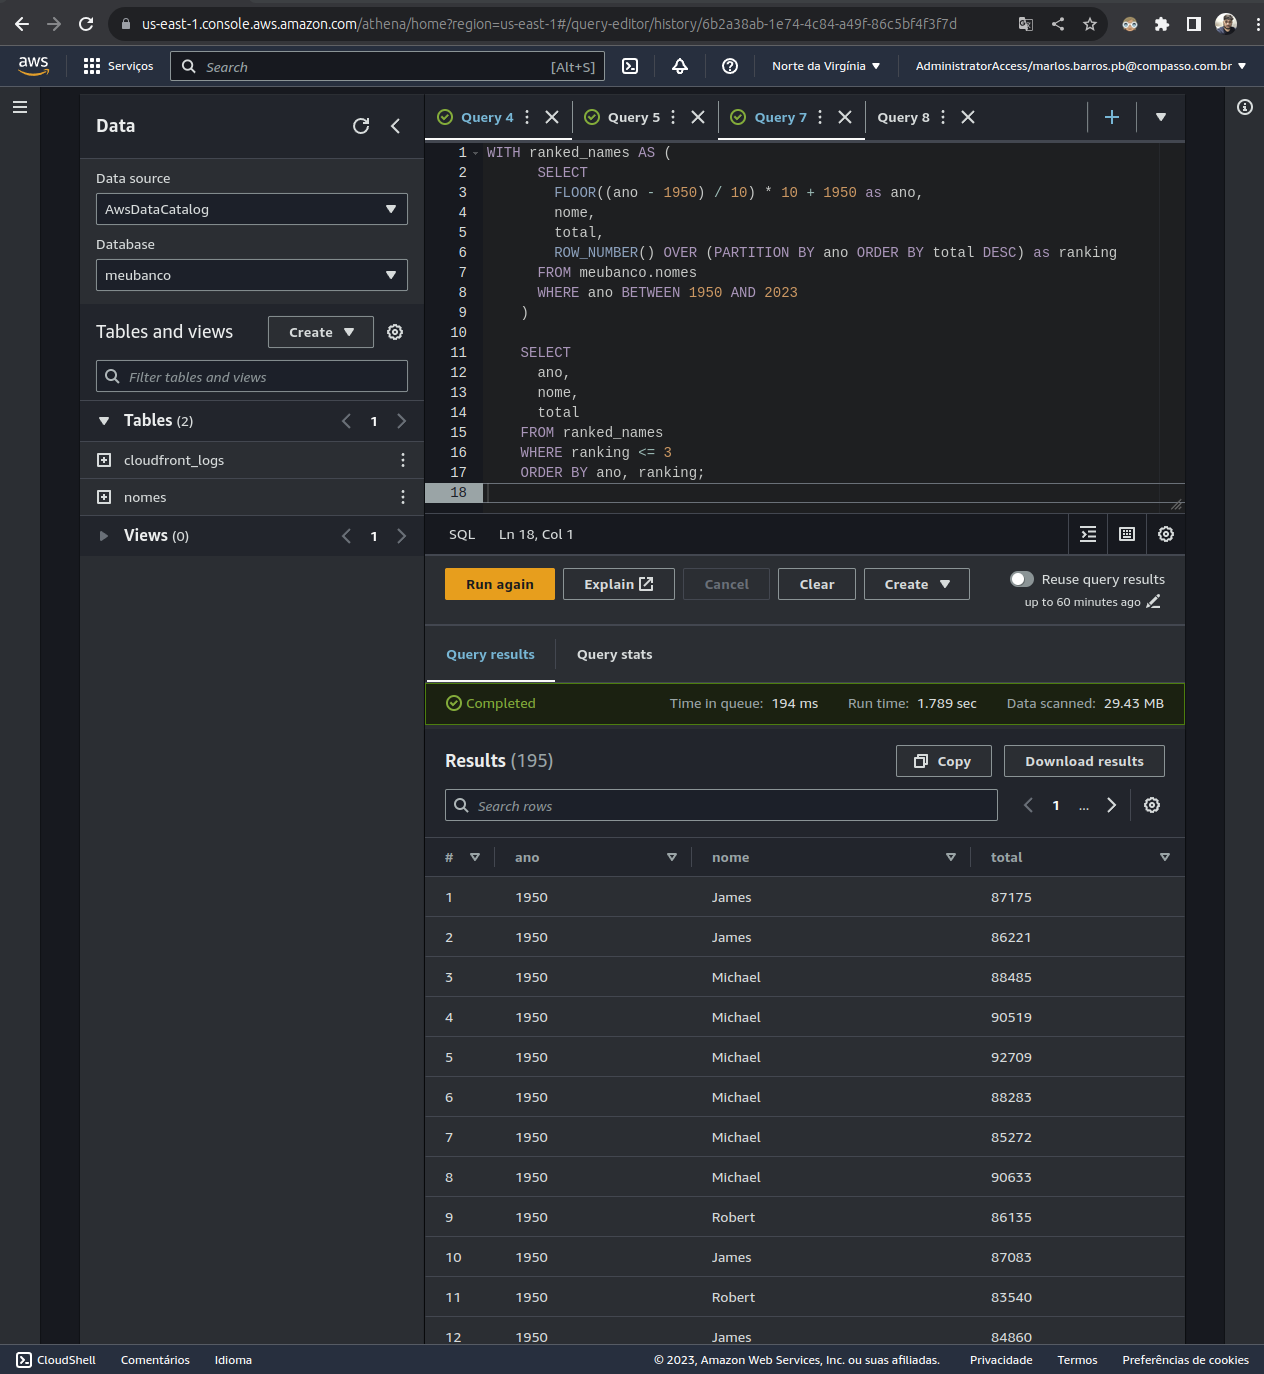 us-east-1.console.aws.amazon.com/athena/home?region=us-east-1#/query-editor/history/6b2a38ab-1e74-4c84-a49f-86c5bf4f3f7d
aws
Serviços
Search
[Alt+S]
Norte da Virgínia
AdministratorAccess/marlos.barros.pb@compasso.com.br
Data
Data source
AwsDataCatalog
Database
meubanco
Tables and views
Create
Filter tables and views
Tables (2)
1
cloudfront_logs
nomes
Views (0)
1
Query 4
Query 5
Query 7
Query 8
1 WITH ranked_names AS (
2 SELECT
3 FLOOR((ano - 1950) / 10) * 10 + 1950 as ano,
4 nome,
5 total,
6 ROW_NUMBER() OVER (PARTITION BY ano ORDER BY total DESC) as ranking
7 FROM meubanco.nomes
8 WHERE ano BETWEEN 1950 AND 2023
9 )
10
11 SELECT
12 ano,
13 nome,
14 total
15 FROM ranked_names
16 WHERE ranking <= 3
17 ORDER BY ano, ranking;
18
SQL Ln 18, Col 1
Run again
Explain
Cancel
Clear
Create
Reuse query results
up to 60 minutes ago
Query results
Query stats
Completed
Time in queue: 194 ms
Run time: 1.789 sec
Data scanned: 29.43 MB
Results (195)
Copy
Download results
Search rows
1 ...
# ano nome total
1 1950 James 87175
2 1950 James 86221
3 1950 Michael 88485
4 1950 Michael 90519
5 1950 Michael 92709
6 1950 Michael 88283
7 1950 Michael 85272
8 1950 Michael 90633
9 1950 Robert 86135
10 1950 James 87083
11 1950 Robert 83540
12 1950 James 84860
CloudShell
Comentários
Idioma
© 2023, Amazon Web Services, Inc. ou suas afiliadas.
Privacidade
Termos
Preferências de cookies